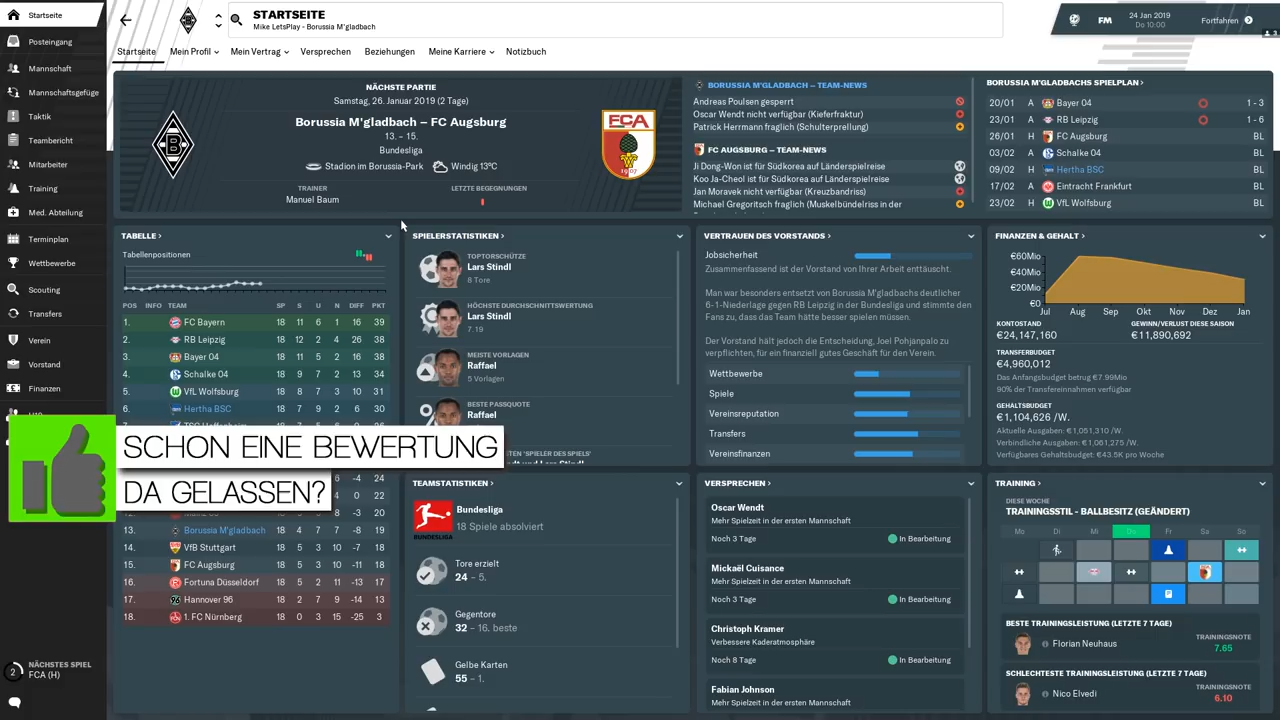 Startseite
Posteingang
Mannschaft
Mannschaftsgefüge
Taktik
Teambericht
Mitarbeiter
Training
Med. Abteilung
Terminplan
Wettbewerbe
Scouting
Transfers
Verein
Vorstand
Finanzen
2
NÄCHSTES SPIEL
FCA (H)
STARTSEITE
Mike LetsPlay - Borussia M'gladbach
FM
24 Jan 2019
Do 10:00
Fortfahren
3
Startseite Mein Profil Mein Vertrag Versprechen Beziehungen Meine Karriere Notizbuch
NÄCHSTE PARTIE
Samstag, 26. Januar 2019 (2 Tage)
Borussia M'gladbach – FC Augsburg
13. - 15.
Bundesliga
Stadion im Borussia-Park Windig 13°C
TRAINER
Manuel Baum
LETZTE BEGEGNUNGEN
FCA
1907
BORUSSIA M'GLADBACH – TEAM-NEWS
Andreas Poulsen gesperrt
Oscar Wendt nicht verfügbar (Kieferfraktur)
Patrick Herrmann fraglich (Schulterprellung)
FC AUGSBURG – TEAM-NEWS
Ji Dong-Won ist für Südkorea auf Länderspielreise
Koo Ja-Cheol ist für Südkorea auf Länderspielreise
Jan Moravek nicht verfügbar (Kreuzbandriss)
Michael Gregoritsch fraglich (Muskelbündelriss in der
BORUSSIA M'GLADBACHS SPIELPLAN
20/01 A Bayer 04 1 - 3
23/01 A RB Leipzig 1 - 6
26/01 H FC Augsburg BL
03/02 A Schalke 04 BL
09/02 H Hertha BSC BL
17/02 A Eintracht Frankfurt BL
23/02 H VfL Wolfsburg BL
TABELLE
Tabellenpositionen
POS INFO TEAM SP S U N DIFF PKT
1. FC Bayern 18 11 6 1 16 39
2. RB Leipzig 18 12 2 4 26 38
3. Bayer 04 18 11 5 2 16 38
4. Schalke 04 18 9 7 2 13 34
5. VfL Wolfsburg 18 8 7 3 10 31
6. Hertha BSC 18 7 9 2 6 30
6 -4 24
4 0 22
8 -3 20
13. Borussia M'gladbach 18 4 7 7 -8 19
14. VfB Stuttgart 18 5 3 10 -7 18
15. FC Augsburg 18 5 3 10 -11 18
16. Fortuna Düsseldorf 18 5 2 11 -13 17
17. Hannover 96 18 2 7 9 -14 13
18. 1. FC Nürnberg 18 0 3 15 -25 3
SCHON EINE BEWERTUNG
DA GELASSEN?
SPIELERSTATISTIKEN
TOPTORSCHÜTZE
Lars Stindl
8 Tore
HÖCHSTE DURCHSCHNITTSWERTUNG
Lars Stindl
7.19
MEISTE VORLAGEN
Raffael
5 Vorlagen
BESTE PASSQUOTE
Raffael
'SPIELER DES SPIELS'
TEAMSTATISTIKEN
BUNDESLIGA
Bundesliga
18 Spiele absolviert
Tore erzielt
24 - 5.
Gegentore
32 - 16. beste
Gelbe Karten
55 - 1.
VERTRAUEN DES VORSTANDS
Jobsicherheit
Zusammenfassend ist der Vorstand von Ihrer Arbeit enttäuscht.
Man war besonders entsetzt von Borussia M'gladbachs deutlicher
6-1-Niederlage gegen RB Leipzig in der Bundesliga und stimmte den
Fans zu, dass das Team hätte besser spielen müssen.
Der Vorstand hält jedoch die Entscheidung, Joel Pohjanpalo zu
verpflichten, für ein finanziell gutes Geschäft für den Verein.
Wettbewerbe
Spiele
Vereinsreputation
Transfers
Vereinsfinanzen
VERSPRECHEN
Oscar Wendt
Mehr Spielzeit in der ersten Mannschaft
Noch 3 Tage In Bearbeitung
Mickaël Cuisance
Mehr Spielzeit in der ersten Mannschaft
Noch 3 Tage In Bearbeitung
Christoph Kramer
Verbessere Kaderatmosphäre
Noch 8 Tage In Bearbeitung
Fabian Johnson
Mehr Spielzeit in der ersten Mannschaft
FINANZEN & GEHALT
€60Mio
€40Mio
€20Mio
€0
Jul Aug Sep Okt Nov Dez Jan
KONTOSTAND
€24,147,160
GEWINN/VERLUST DIESE SAISON
€11,890,692
TRANSFERBUDGET
€4,960,012
Das Anfangsbudget betrug €7.99Mio
90% der Transfereinnahmen verfügbar
GEHALTSBUDGET
€1,104,626 /W.
Aktuelle Ausgaben: €1,051,310 /W.
Verbindliche Ausgaben: €1,061,275 /W.
Verfügbares Gehaltsbudget: €43.5K pro Woche
TRAINING
DIESE WOCHE
TRAININGSSTIL - BALLBESITZ (GEÄNDERT)
Mo Di Mi Do Fr Sa So
BESTE TRAININGSLEISTUNG (LETZTE 7 TAGE)
Florian Neuhaus
TRAININGSNOTE
7.65
SCHLECHTESTE TRAININGSLEISTUNG (LETZTE 7 TAGE)
Nico Elvedi
TRAININGSNOTE
6.10